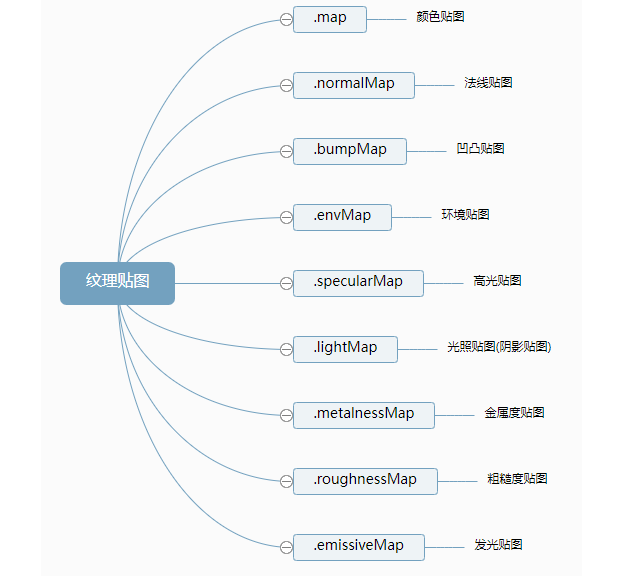 .map 颜色贴图
.normalMap 法线贴图
.bumpMap 凹凸贴图
.envMap 环境贴图
纹理贴图
.specularMap 高光贴图
.lightMap 光照贴图(阴影贴图)
.metalnessMap 金属度贴图
.roughnessMap 粗糙度贴图
.emissiveMap 发光贴图